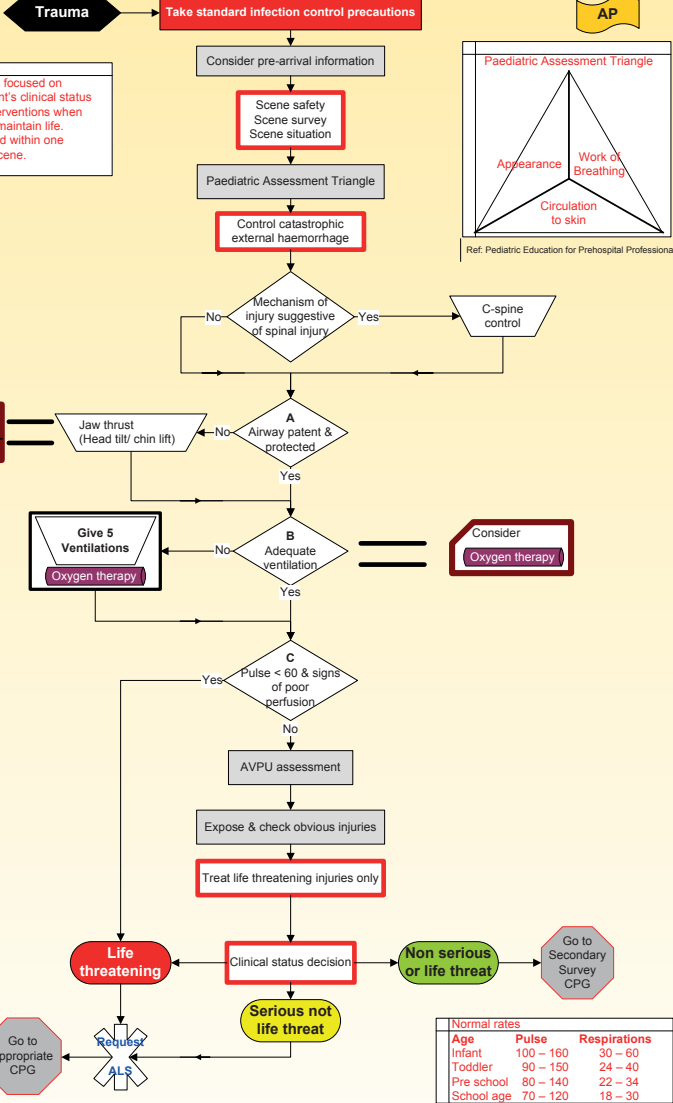 Trauma
Take standard infection control precautions
AP
Consider pre-arrival information
focused on
clinical status
when
maintain life.
within one
Scene safety
Scene survey
Scene situation
Paediatric Assessment Triangle
Appearance
Work of
Breathing
Circulation
to skin
Ref: Pediatric Education for Prehospital
Paediatric Assessment Triangle
Control catastrophic
external haemorrhage
Mechanism of
injury suggestive
of spinal injury
No
Yes
C-spine
control
A
Airway patent &
protected
No
Yes
Jaw thrust
(Head tilt/ chin lift)
B
Adequate
ventilation
No
Yes
Give 5
Ventilations
Oxygen therapy
Consider
Oxygen therapy
C
Pulse < 60 & signs
of poor
perfusion
Yes
No
AVPU assessment
Expose & check obvious injuries
Treat life threatening injuries only
Life
threatening
Clinical status decision
Non serious
or life threat
Go to
Secondary
Survey
CPG
Serious not
life threat
Request
ALS
Go to
CPG
Normal rates
Age Pulse Respirations
Infant 100 – 160 30 – 60
Toddler 90 – 150 24 – 40
Pre school 80 – 140 22 – 34
School age 70 – 120 18 – 30